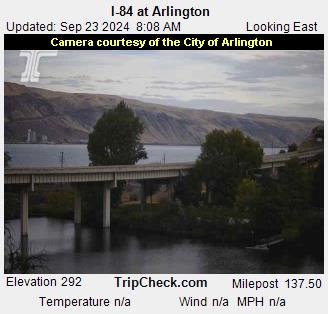 I-84 at Arlington
Updated: Sep 23 2024 8:08 AM Looking East
Camera courtesy of the City of Arlington
Elevation 292 TripCheck.com Milepost 137.50
Temperature n/a Wind n/a MPH n/a